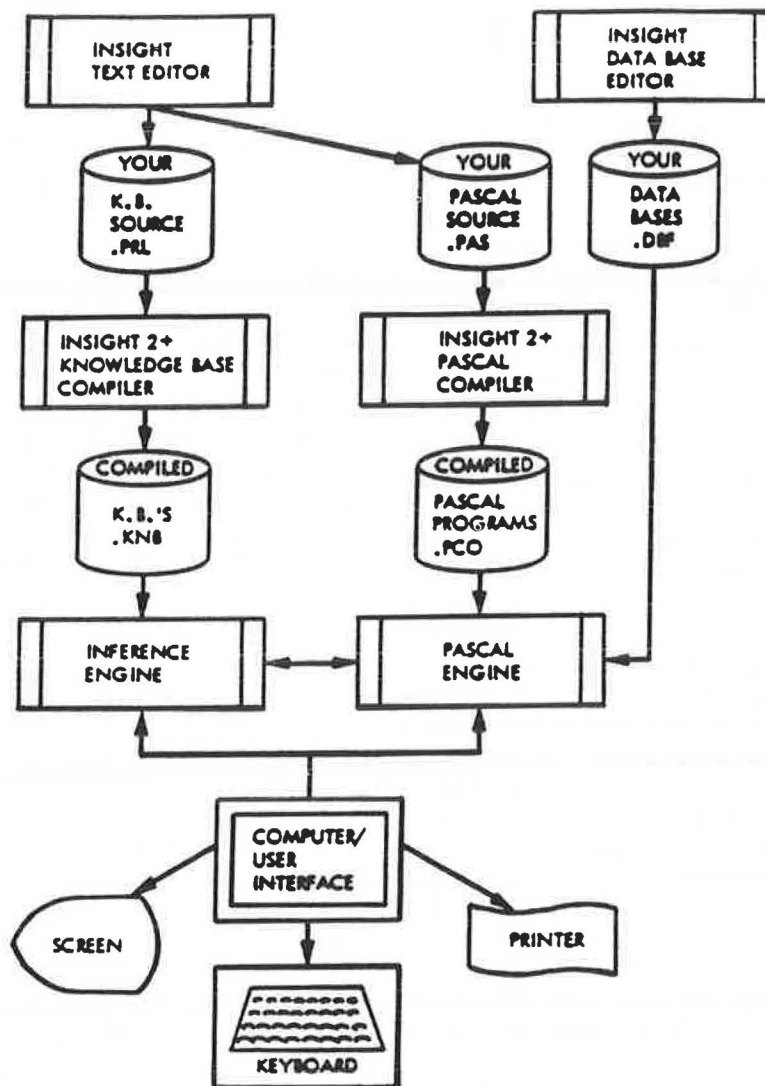 INSIGHT
TEXT EDITOR
INSIGHT
DATA BASE
EDITOR
YOUR
K.B.
SOURCE
.PRL
YOUR
PASCAL
SOURCE
.PAS
YOUR
DATA
BASES
.DBF
INSIGHT 2+
KNOWLEDGE BASE
COMPILER
INSIGHT 2+
PASCAL
COMPILER
COMPILED
K.B.'S
.KNB
COMPILED
PASCAL
PROGRAMS
.PCO
INFERENCE
ENGINE
PASCAL
ENGINE
COMPUTER/
USER
INTERFACE
SCREEN
PRINTER
KEYBOARD